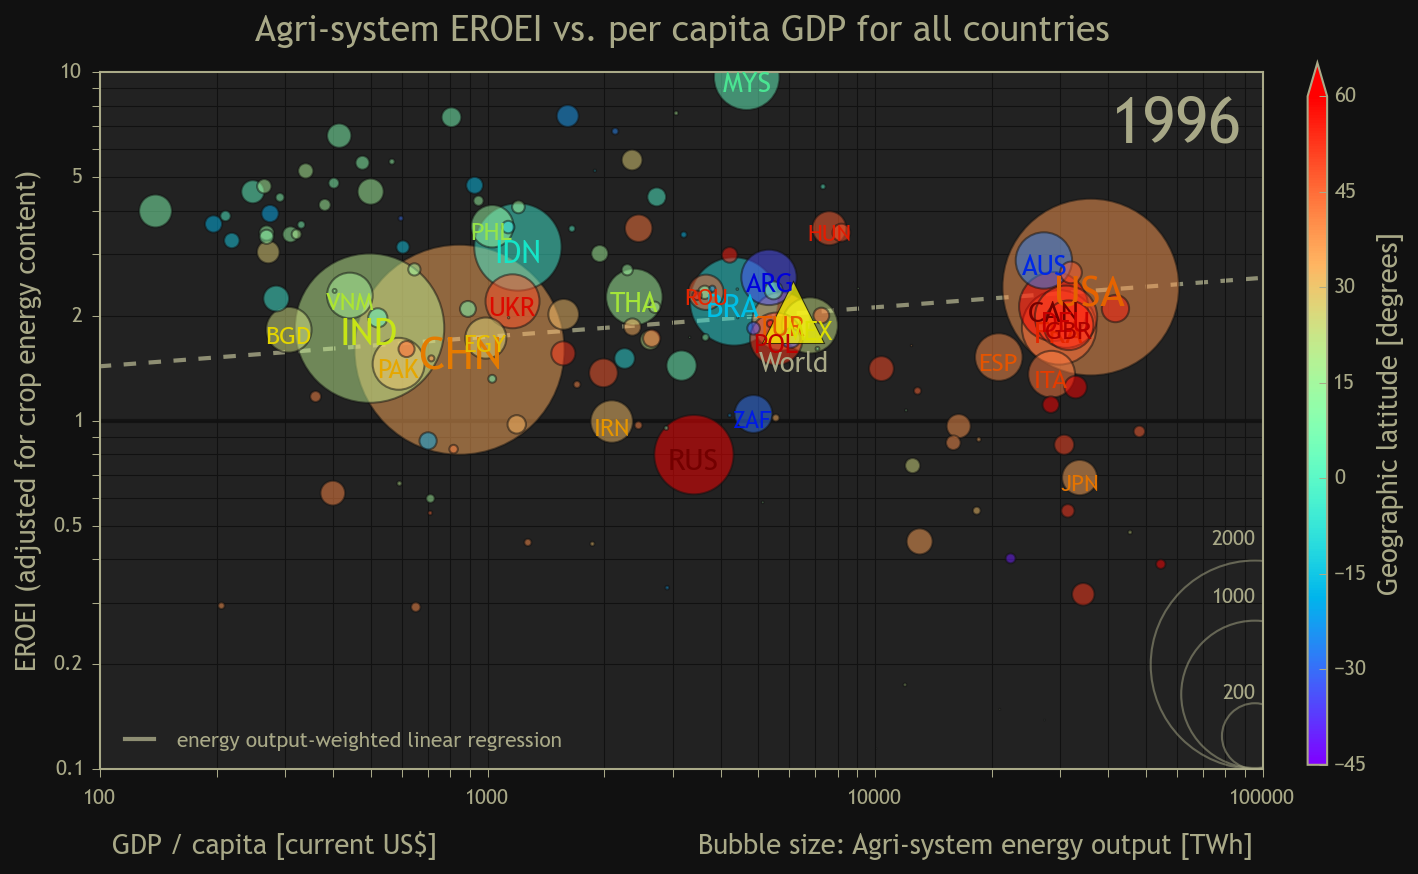 Agri-system EROEI vs. per capita GDP for all countries
1996
EROEI (adjusted for crop energy content)
10
5
2
1
0.5
0.2
0.1
MYS
HUN
PHL
IDN
AUS
ARG
USA
VNM
THA
ROU
BRA
UKR
CAN
BGD
IND
GBR
EGY
POL
World
CHN
PAK
ESP
ITA
IRN
ZAF
RUS
JPN
2000
1000
200
energy output-weighted linear regression
100
1000
10000
100000
GDP / capita [current US$]
Bubble size: Agri-system energy output [TWh]
60
45
30
15
0
−15
−30
−45
Geographic latitude [degrees]